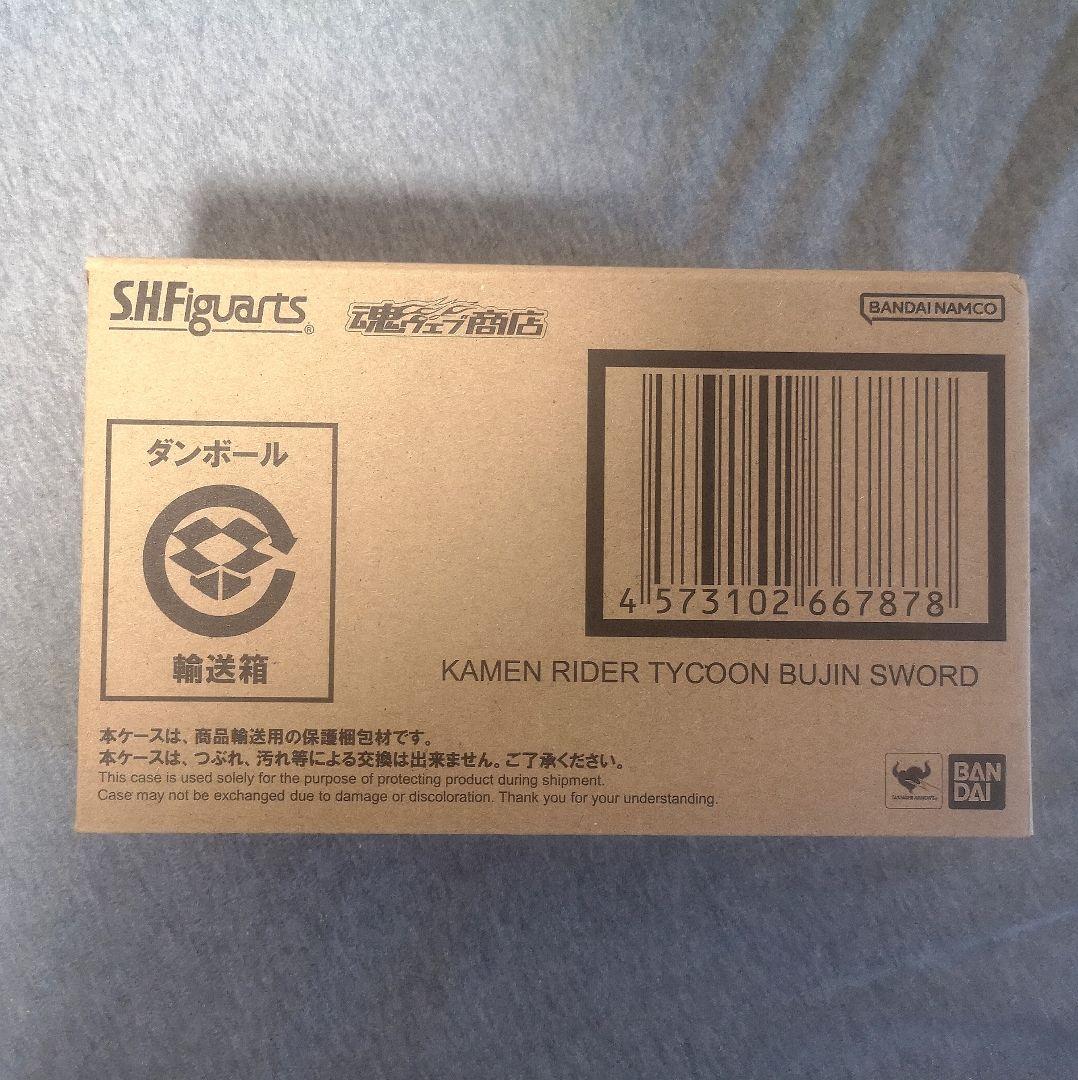 S.H.Figuarts®
魂ウェブ商店
BANDAI NAMCO
ダンボール
輸送箱
4 573102 667878
KAMEN RIDER TYCOON BUJIN SWORD
本ケースは、商品輸送用の保護梱包材です。
本ケースは、つぶれ、汚れ等による交換は出来ません。ご了承ください。
This case is used solely for the purpose of protecting product during shipment.
Case may not be exchanged due to damage or discoloration. Thank you for your understanding.
BAN
DAI